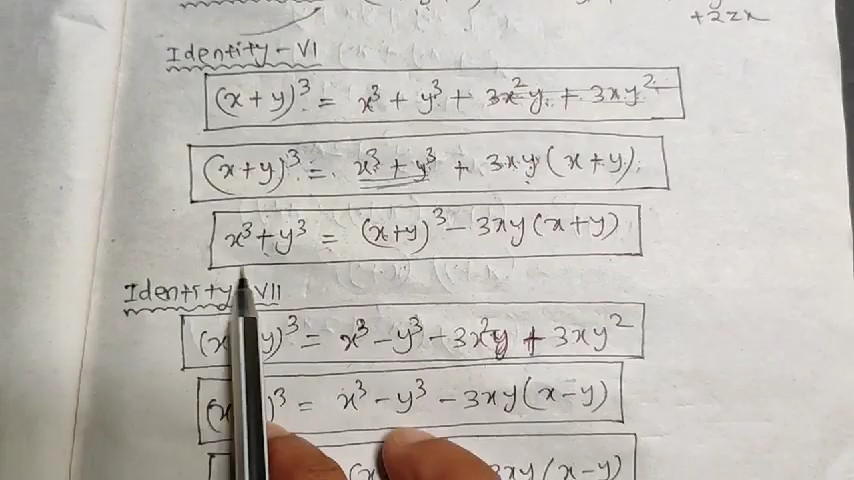 +2zx
Identity-VI
(x+y)³ = x³ + y³ + 3x²y + 3xy²
(x+y)³ = x³ + y³ + 3xy(x+y)
x³+y³ = (x+y)³ - 3xy(x+y)
Identity VII
(x y)³ = x³ - y³ - 3x²y + 3xy²
(x )³ = x³ - y³ - 3xy(x-y)
(x 3xy(x-y)